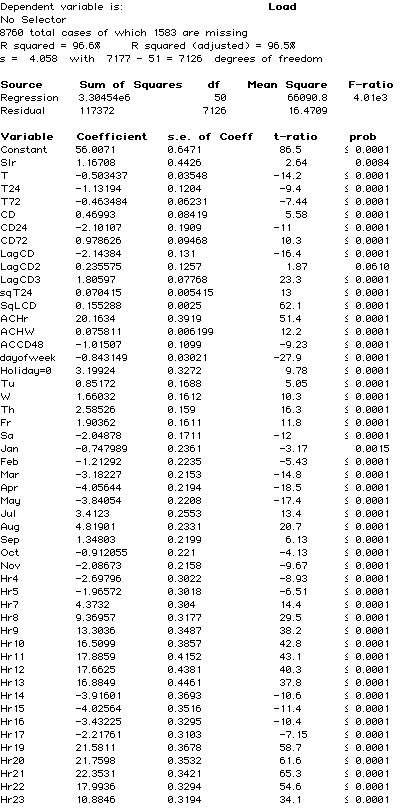 Dependent variable is: Load
No Selector
8760 total cases of which 1583 are missing
R squared = 96.6% R squared (adjusted) = 96.5%
s = 4.058 with 7177 - 51 = 7126 degrees of freedom
Source Sum of Squares df Mean Square F-ratio
Regression 3.30454e6 50 66090.8 4.01e3
Residual 117372 7126 16.4709
Variable Coefficient s.e. of Coeff t-ratio prob
Constant 56.0071 0.6471 86.5 ≤ 0.0001
Slr 1.16708 0.4426 2.64 0.0084
T -0.503437 0.03548 -14.2 ≤ 0.0001
T24 -1.13194 0.1204 -9.4 ≤ 0.0001
T72 -0.463484 0.06231 -7.44 ≤ 0.0001
CD 0.46993 0.08419 5.58 ≤ 0.0001
CD24 -2.10107 0.1909 -11 ≤ 0.0001
CD72 0.978626 0.09468 10.3 ≤ 0.0001
LagCD -2.14384 0.131 -16.4 ≤ 0.0001
LagCD2 0.235575 0.1257 1.87 0.0610
LagCD3 1.80597 0.07768 23.3 ≤ 0.0001
sqT24 0.070415 0.005415 13 ≤ 0.0001
SqLCD 0.155288 0.0025 62.1 ≤ 0.0001
ACHr 20.1634 0.3919 51.4 ≤ 0.0001
ACHW 0.075811 0.006199 12.2 ≤ 0.0001
ACCD48 -1.01507 0.1099 -9.23 ≤ 0.0001
dayofweek -0.843149 0.03021 -27.9 ≤ 0.0001
Holiday=0 3.19924 0.3272 9.78 ≤ 0.0001
Tu 0.85172 0.1688 5.05 ≤ 0.0001
W 1.66032 0.1612 10.3 ≤ 0.0001
Th 2.58526 0.159 16.3 ≤ 0.0001
Fr 1.90362 0.1611 11.8 ≤ 0.0001
Sa -2.04878 0.1711 -12 ≤ 0.0001
Jan -0.747989 0.2361 -3.17 0.0015
Feb -1.21292 0.2235 -5.43 ≤ 0.0001
Mar -3.18227 0.2153 -14.8 ≤ 0.0001
Apr -4.05644 0.2194 -18.5 ≤ 0.0001
May -3.84054 0.2208 -17.4 ≤ 0.0001
Jul 3.4123 0.2553 13.4 ≤ 0.0001
Aug 4.81901 0.2331 20.7 ≤ 0.0001
Sep 1.34803 0.2199 6.13 ≤ 0.0001
Oct -0.912055 0.221 -4.13 ≤ 0.0001
Nov -2.08673 0.2158 -9.67 ≤ 0.0001
Hr4 -2.69796 0.3022 -8.93 ≤ 0.0001
Hr5 -1.96572 0.3018 -6.51 ≤ 0.0001
Hr7 4.3732 0.304 14.4 ≤ 0.0001
Hr8 9.36957 0.3177 29.5 ≤ 0.0001
Hr9 13.3036 0.3487 38.2 ≤ 0.0001
Hr10 16.5099 0.3857 42.8 ≤ 0.0001
Hr11 17.8859 0.4152 43.1 ≤ 0.0001
Hr12 17.6625 0.4381 40.3 ≤ 0.0001
Hr13 16.8849 0.4461 37.8 ≤ 0.0001
Hr14 -3.91601 0.3693 -10.6 ≤ 0.0001
Hr15 -4.02564 0.3516 -11.4 ≤ 0.0001
Hr16 -3.43225 0.3295 -10.4 ≤ 0.0001
Hr17 -2.21761 0.3103 -7.15 ≤ 0.0001
Hr19 21.5811 0.3678 58.7 ≤ 0.0001
Hr20 21.7598 0.3532 61.6 ≤ 0.0001
Hr21 22.3531 0.3421 65.3 ≤ 0.0001
Hr22 17.9936 0.3294 54.6 ≤ 0.0001
Hr23 10.8846 0.3194 34.1 ≤ 0.0001